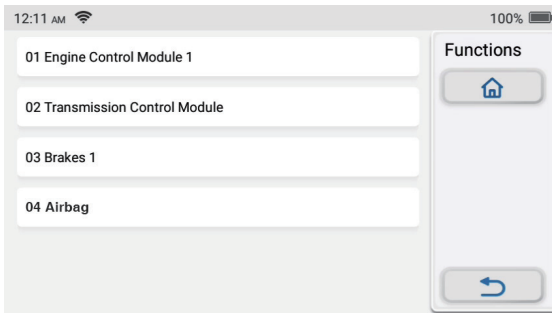 12:11 AM
100%
01 Engine Control Module 1
Functions
02 Transmission Control Module
03 Brakes 1
04 Airbag